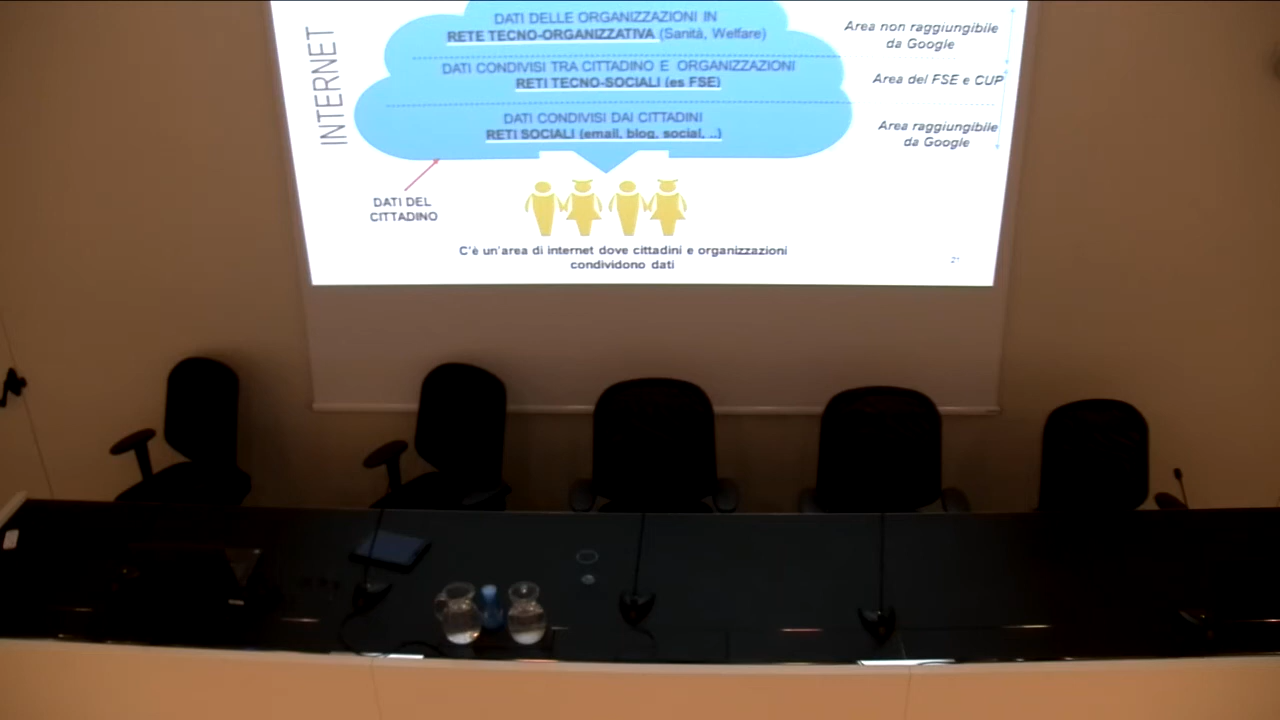 INTERNET
DATI DELLE ORGANIZZAZIONI IN
RETE TECNO-ORGANIZZATIVA (Sanità, Welfare)
DATI CONDIVISI TRA CITTADINO E ORGANIZZAZIONI
RETI TECNO-SOCIALI (es FSE)
DATI CONDIVISI DAI CITTADINI
RETI SOCIALI (email, blog, social, ..)
Area non raggiungibile
da Google
Area del FSE e CUP
Area raggiungibile
da Google
DATI DEL
CITTADINO
C'è un'area di internet dove cittadini e organizzazioni
condividono dati